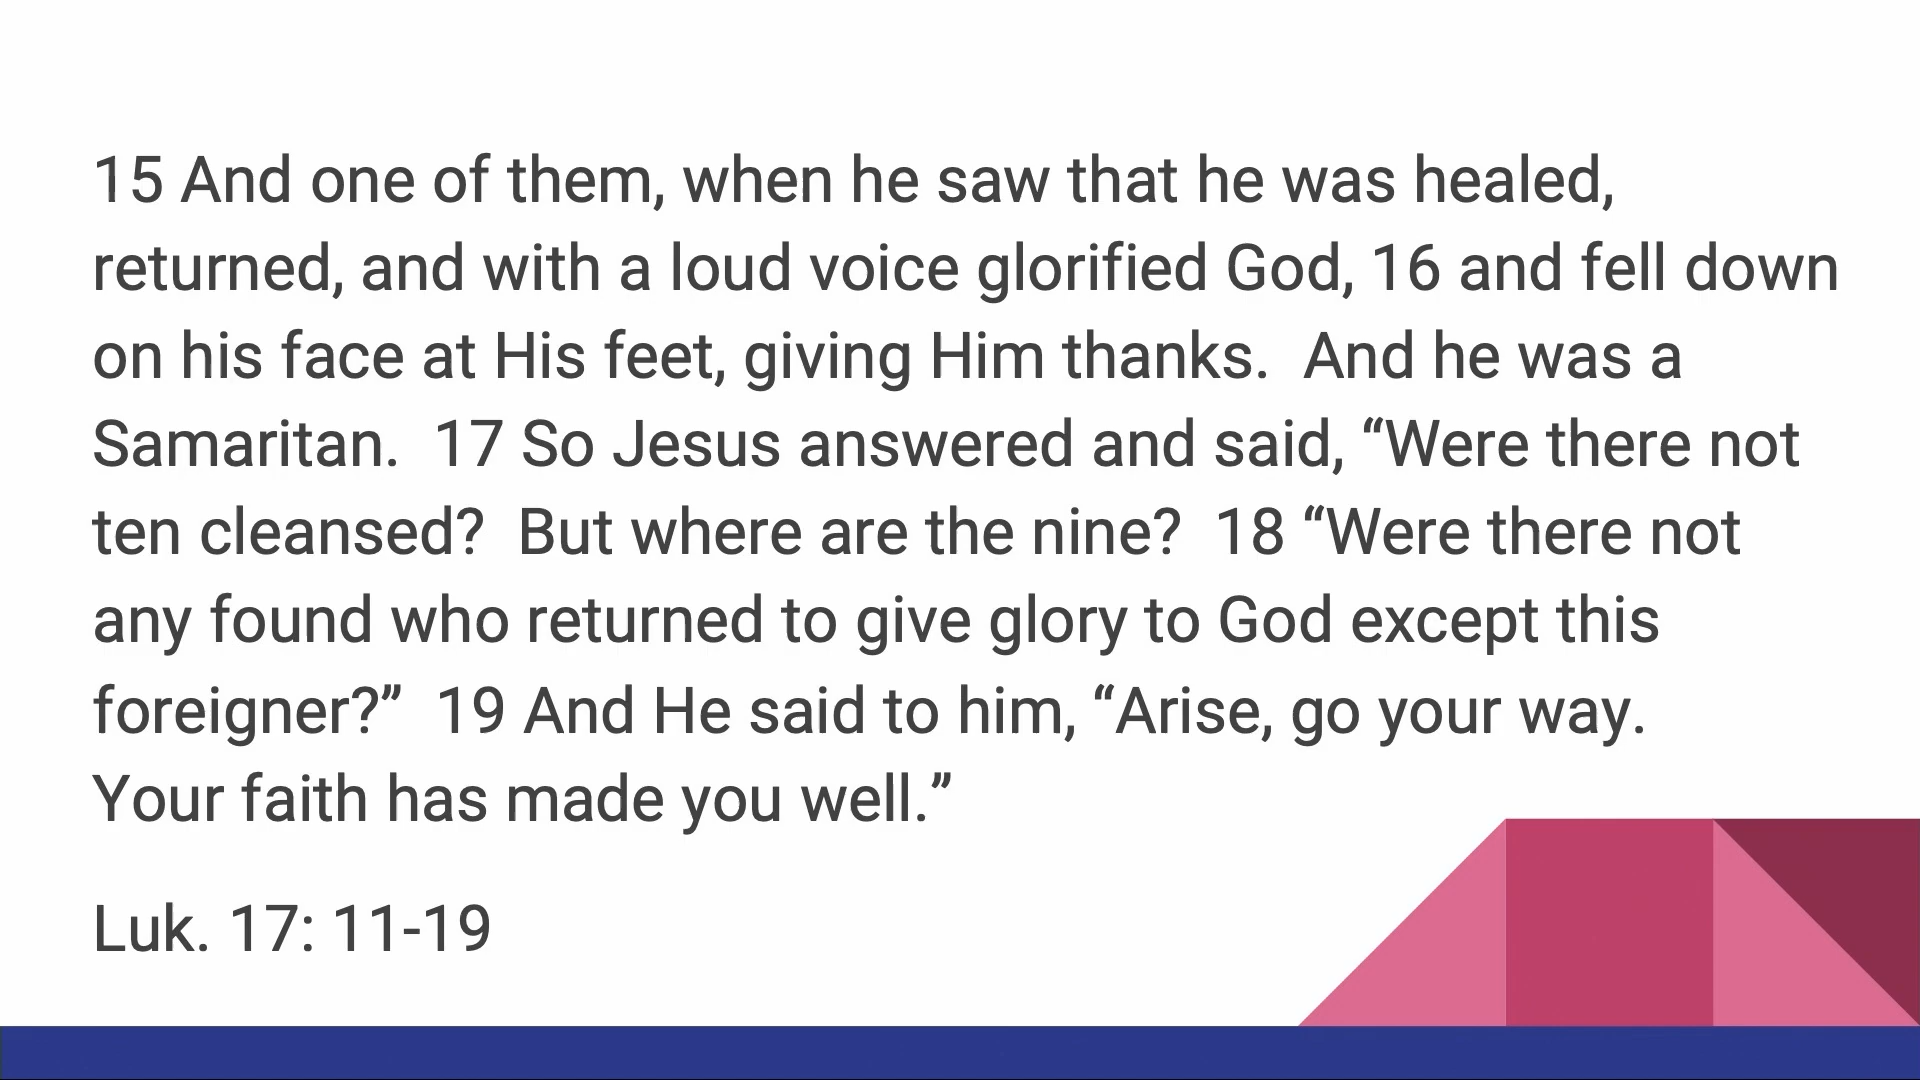 15 And one of them, when he saw that he was healed,
returned, and with a loud voice glorified God, 16 and fell down
on his face at His feet, giving Him thanks.  And he was a
Samaritan.  17 So Jesus answered and said, “Were there not
ten cleansed?  But where are the nine?  18 “Were there not
any found who returned to give glory to God except this
foreigner?”  19 And He said to him, “Arise, go your way.
Your faith has made you well.”
Luk. 17: 11-19